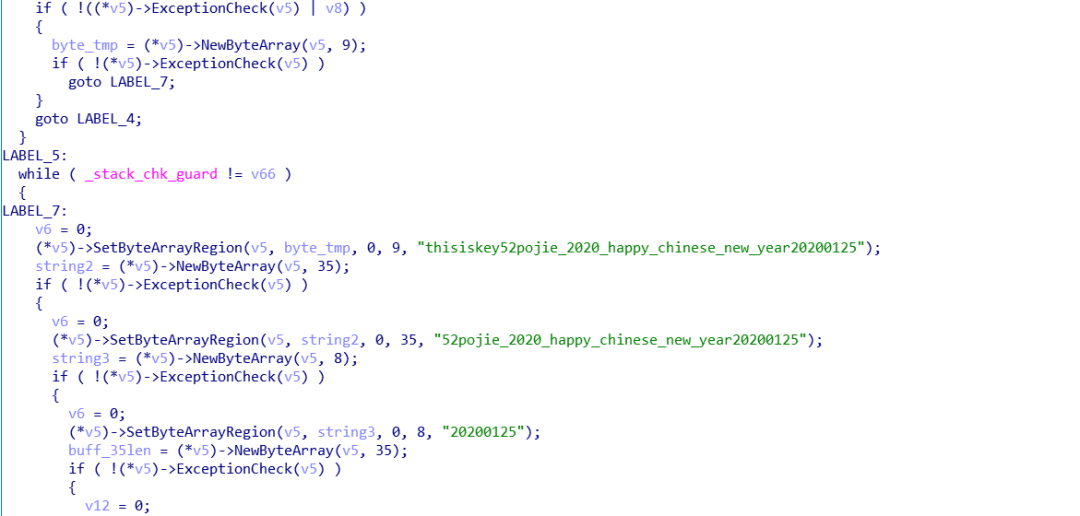 if ( !((*v5)->ExceptionCheck(v5) | v8) )
{
byte_tmp = (*v5)->NewByteArray(v5, 9);
if ( !(*v5)->ExceptionCheck(v5) )
goto LABEL_7;
}
goto LABEL_4;
}
LABEL_5:
while ( _stack_chk_guard != v66 )
{
LABEL_7:
v6 = 0;
(*v5)->SetByteArrayRegion(v5, byte_tmp, 0, 9, "thisiskey52pojie_2020_happy_chinese_new_year20200125");
string2 = (*v5)->NewByteArray(v5, 35);
if ( !(*v5)->ExceptionCheck(v5) )
{
v6 = 0;
(*v5)->SetByteArrayRegion(v5, string2, 0, 35, "52pojie_2020_happy_chinese_new_year20200125");
string3 = (*v5)->NewByteArray(v5, 8);
if ( !(*v5)->ExceptionCheck(v5) )
{
v6 = 0;
(*v5)->SetByteArrayRegion(v5, string3, 0, 8, "20200125");
buff_35len = (*v5)->NewByteArray(v5, 35);
if ( !(*v5)->ExceptionCheck(v5) )
{
v12 = 0;